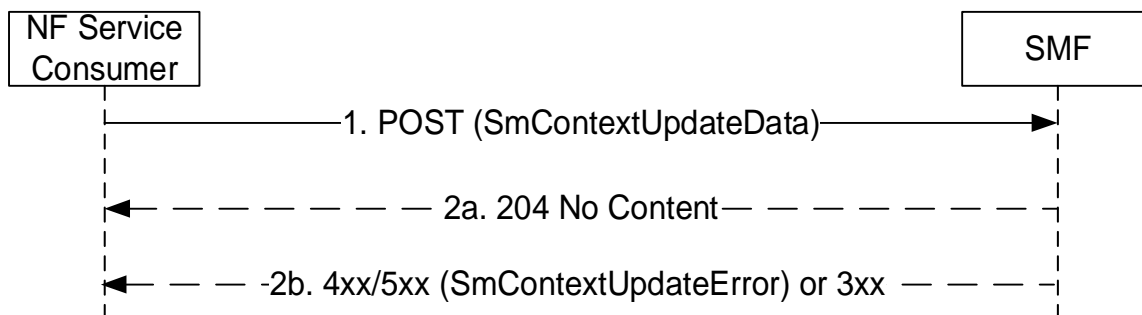 NF Service
Consumer
SMF
1. POST (SmContextUpdateData)
2a. 204 No Content
2b. 4xx/5xx (SmContextUpdateError) or 3xx